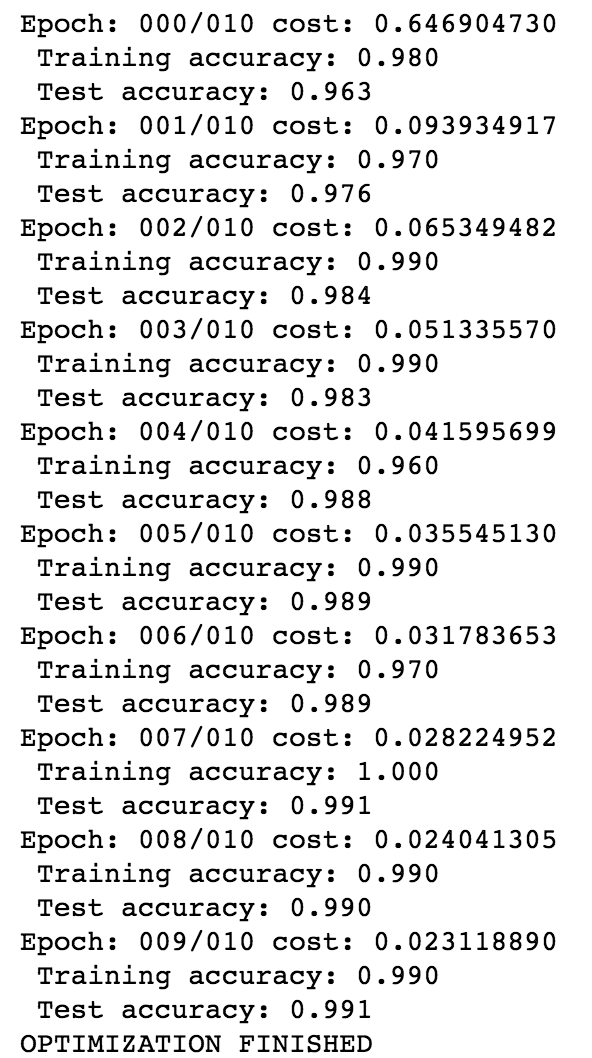 Epoch: 000/010 cost: 0.646904730
Training accuracy: 0.980
Test accuracy: 0.963
Epoch: 001/010 cost: 0.093934917
Training accuracy: 0.970
Test accuracy: 0.976
Epoch: 002/010 cost: 0.065349482
Training accuracy: 0.990
Test accuracy: 0.984
Epoch: 003/010 cost: 0.051335570
Training accuracy: 0.990
Test accuracy: 0.983
Epoch: 004/010 cost: 0.041595699
Training accuracy: 0.960
Test accuracy: 0.988
Epoch: 005/010 cost: 0.035545130
Training accuracy: 0.990
Test accuracy: 0.989
Epoch: 006/010 cost: 0.031783653
Training accuracy: 0.970
Test accuracy: 0.989
Epoch: 007/010 cost: 0.028224952
Training accuracy: 1.000
Test accuracy: 0.991
Epoch: 008/010 cost: 0.024041305
Training accuracy: 0.990
Test accuracy: 0.990
Epoch: 009/010 cost: 0.023118890
Training accuracy: 0.990
Test accuracy: 0.991
OPTIMIZATION FINISHED